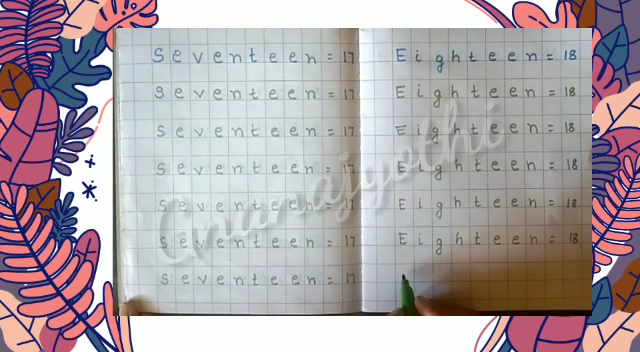 Seventeen = 17
Seventeen = 17
Seventeen = 17
Seventeen = 17
Seventeen = 17
Seventeen = 17
Seventeen = 17
Eighteen = 18
Eighteen = 18
Eighteen = 18
Eighteen = 18
Eighteen = 18
Eighteen = 18
Gnanajyothi